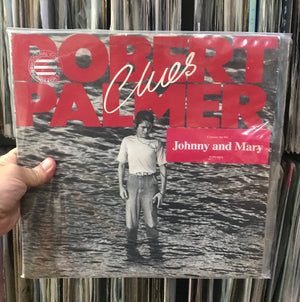 ROBERT
Clues
PALMER
Johnny and Mary